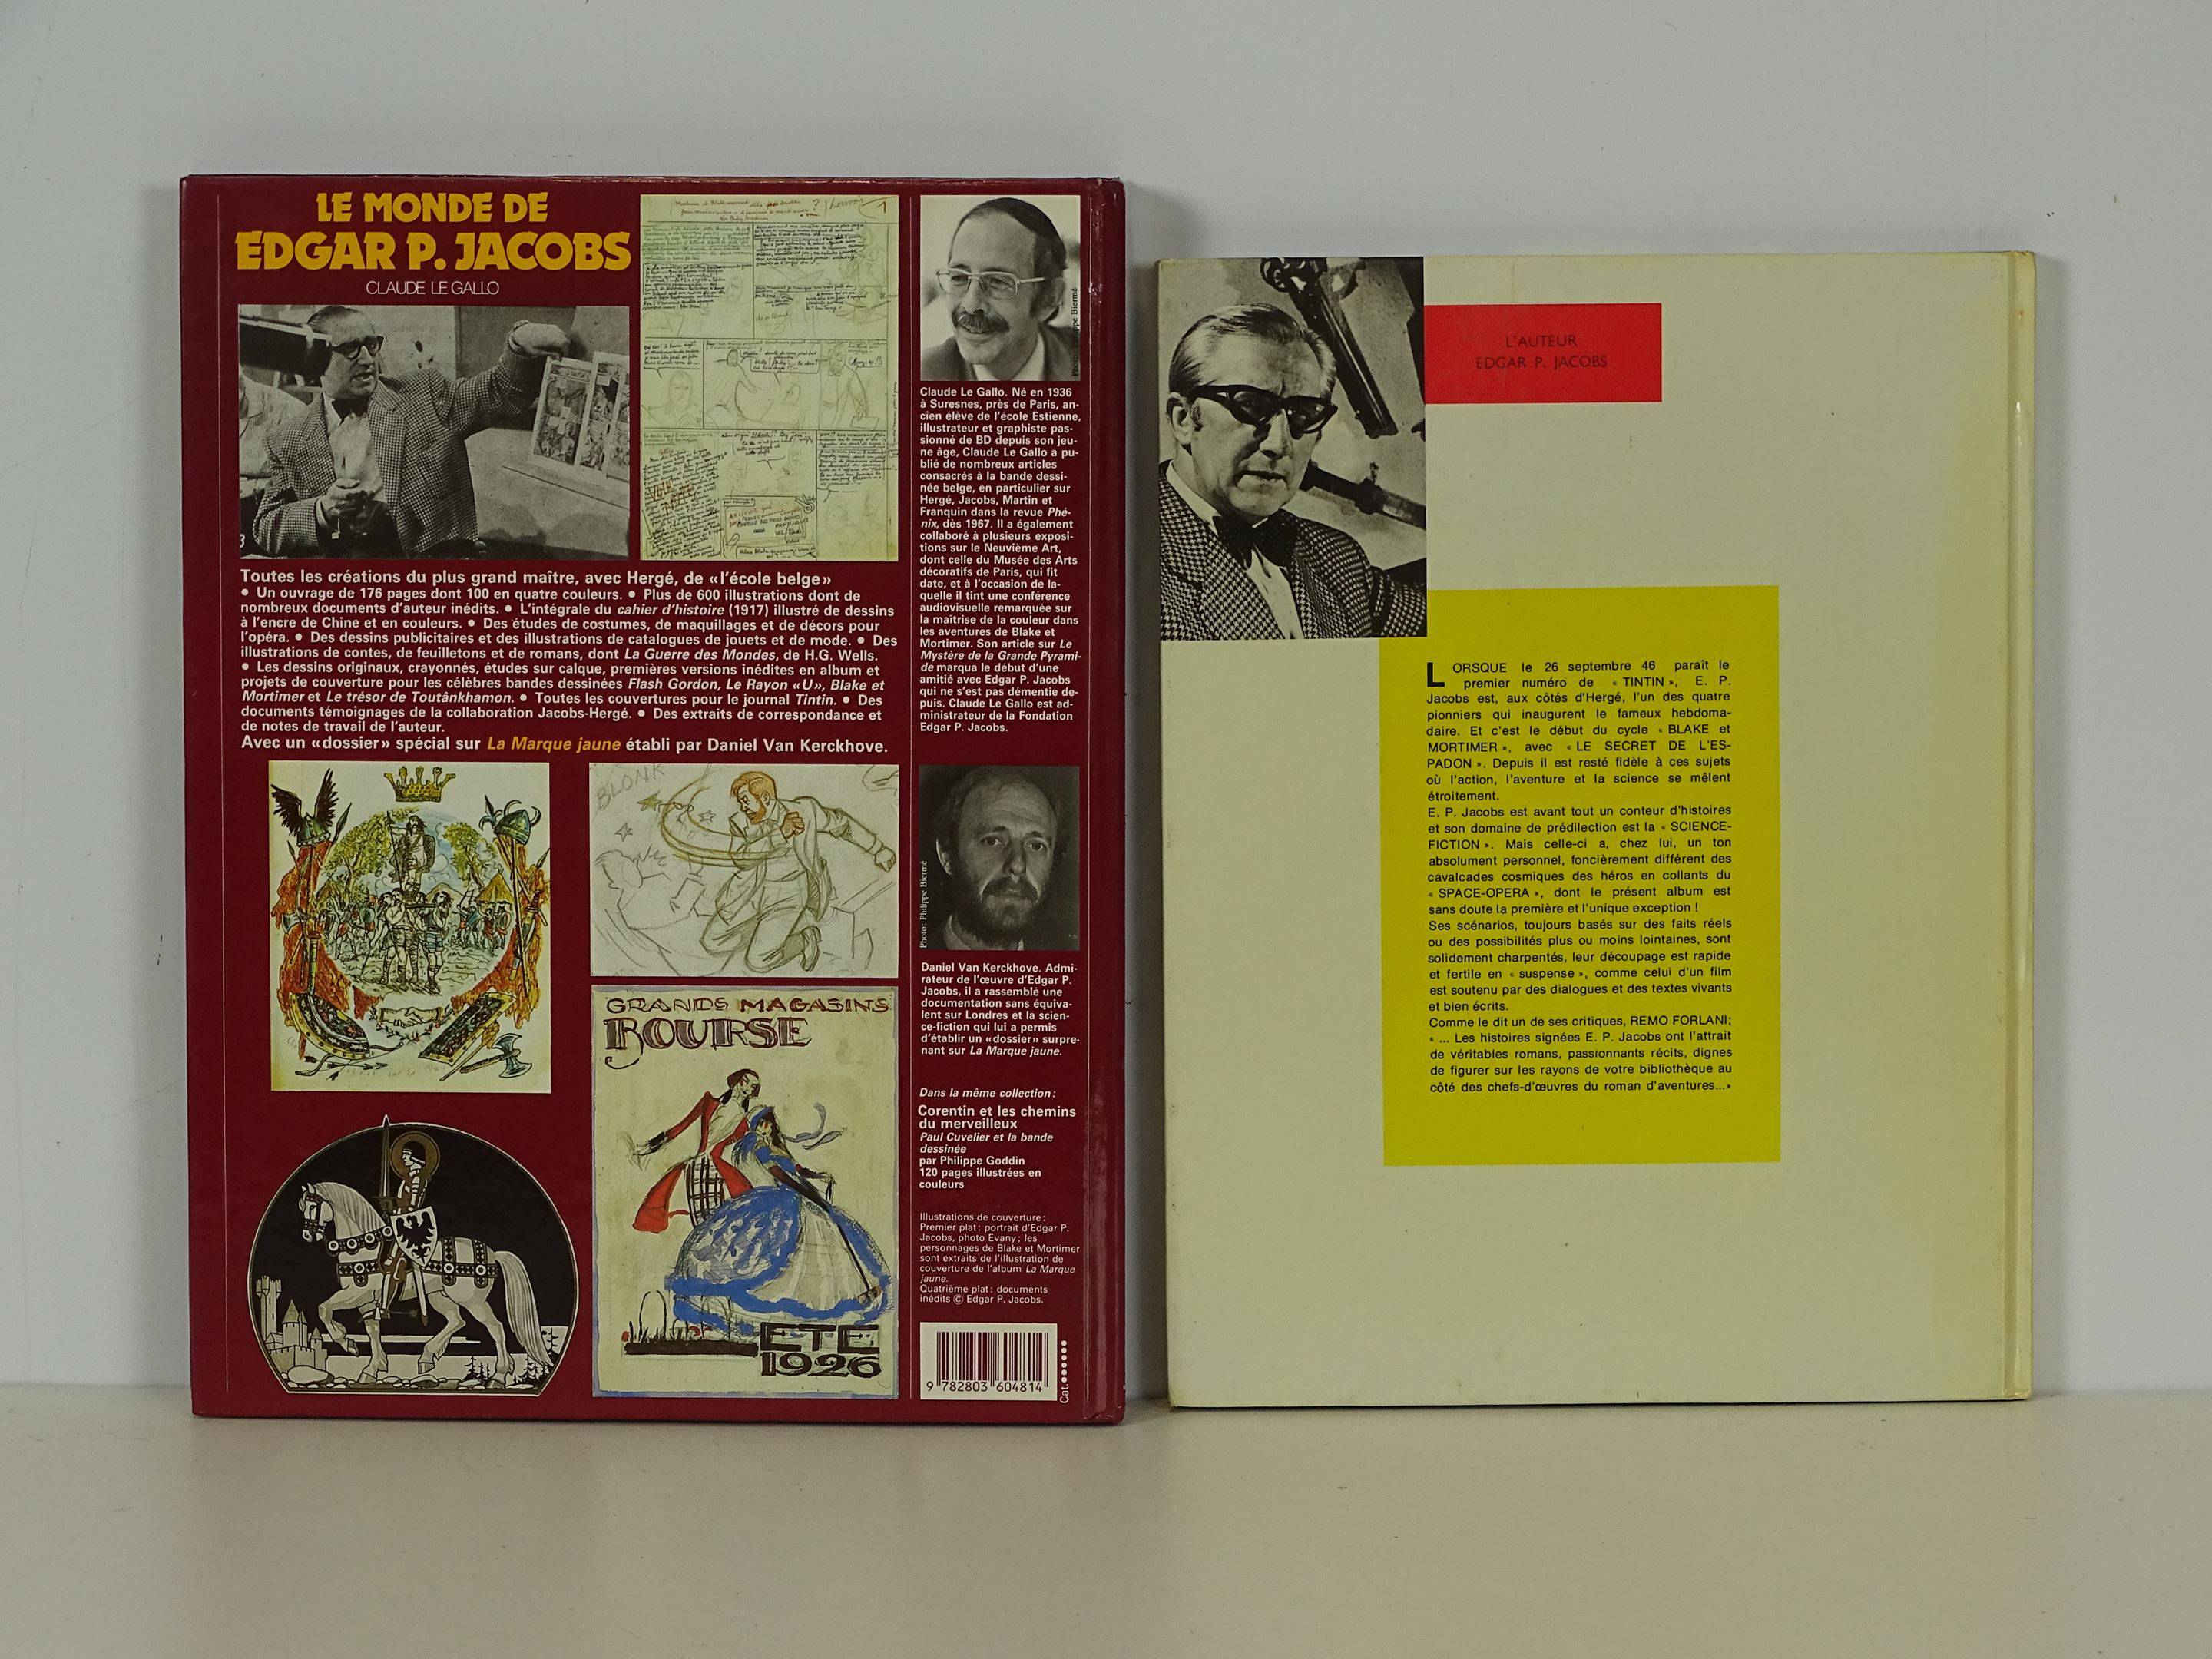 LE MONDE DE
EDGAR P. JACOBS
CLAUDE LE GALLO
Toutes les créations du plus grand maître, avec Hergé, de «l'école belge»
● Un ouvrage de 176 pages dont 100 en quatre couleurs. ● Plus de 600 illustrations dont de
nombreux documents d'auteur inédits. ● L'intégrale du cahier d'histoire (1917) illustré de dessins
à l'encre de Chine et en couleurs. ● Des études de costumes, de maquillages et de décors pour
l'opéra. ● Des dessins publicitaires et des illustrations de catalogues de jouets et de mode. ● Des
illustrations de contes, de feuilletons et de romans, dont La Guerre des Mondes, de H.G. Wells.
● Les dessins originaux, crayonnés, études sur calque, premières versions inédites en album et
projets de couverture pour les célèbres bandes dessinées Flash Gordon, Le Rayon «U», Blake et
Mortimer et Le trésor de Toutânkhamon. ● Toutes les couvertures pour le journal Tintin. ● Des
documents témoignages de la collaboration Jacobs-Hergé. ● Des extraits de correspondance et
de notes de travail de l'auteur.
Avec un «dossier» spécial sur La Marque jaune établi par Daniel Van Kerckhove.
BLONK
GRANDS MAGASINS
BOURSE
ETE
1926
Claude Le Gallo. Né en 1936
à Suresnes, près de Paris, an-
cien élève de l'école Estienne,
illustrateur et graphiste pas-
sionné de BD depuis son jeu-
ne âge, Claude Le Gallo a pu-
blié de nombreux articles
consacrés à la bande dessi-
née belge, en particulier sur
Hergé, Jacobs, Martin et
Franquin dans la revue Phé-
nix, dès 1967. Il a également
collaboré à plusieurs exposi-
tions sur le Neuvième Art,
dont celle du Musée des Arts
décoratifs de Paris, qui fit
date, et à l'occasion de la-
quelle il tint une conférence
audiovisuelle remarquée sur
la maîtrise de la couleur dans
les aventures de Blake et
Mortimer. Son article sur Le
Mystère de la Grande Pyrami-
de marqua le début d'une
amitié avec Edgar P. Jacobs
qui ne s'est pas démentie de-
puis. Claude Le Gallo est ad-
ministrateur de la Fondation
Edgar P. Jacobs.
Photo: Philippe Biermé
Daniel Van Kerckhove. Admi-
rateur de l'œuvre d'Edgar P.
Jacobs, il a rassemblé une
documentation sans équiva-
lent sur Londres et la scien-
ce-fiction qui lui a permis
d'établir un «dossier» surpre-
nant sur La Marque jaune.
Dans la même collection:
Corentin et les chemins
du merveilleux
Paul Cuvelier et la bande
dessinée
par Philippe Goddin
120 pages illustrées en
couleurs
Illustrations de couverture:
Premier plat: portrait d'Edgar P.
Jacobs, photo Evany; les
personnages de Blake et Mortimer
sont extraits de l'illustration de
couverture de l'album La Marque
jaune.
Quatrième plat: documents
inédits © Edgar P. Jacobs.
9 782803 604814
Cat.
L'AUTEUR
EDGAR P. JACOBS
LORSQUE le 26 septembre 46 paraît le
premier numéro de « TINTIN », E. P.
Jacobs est, aux côtés d'Hergé, l'un des quatre
pionniers qui inaugurent le fameux hebdoma-
daire. Et c'est le début du cycle « BLAKE et
MORTIMER », avec « LE SECRET DE L'ES-
PADON ». Depuis il est resté fidèle à ces sujets
où l'action, l'aventure et la science se mêlent
étroitement.
E. P. Jacobs est avant tout un conteur d'histoires
et son domaine de prédilection est la « SCIENCE-
FICTION ». Mais celle-ci a, chez lui, un ton
absolument personnel, foncièrement différent des
cavalcades cosmiques des héros en collants du
« SPACE-OPERA », dont le présent album est
sans doute la première et l'unique exception !
Ses scénarios, toujours basés sur des faits réels
ou des possibilités plus ou moins lointaines, sont
solidement charpentés, leur découpage est rapide
et fertile en « suspense », comme celui d'un film
est soutenu par des dialogues et des textes vivants
et bien écrits.
Comme le dit un de ses critiques, REMO FORLANI;
« ... Les histoires signées E. P. Jacobs ont l'attrait
de véritables romans, passionnants récits, dignes
de figurer sur les rayons de votre bibliothèque au
côté des chefs-d'œuvres du roman d'aventures...»